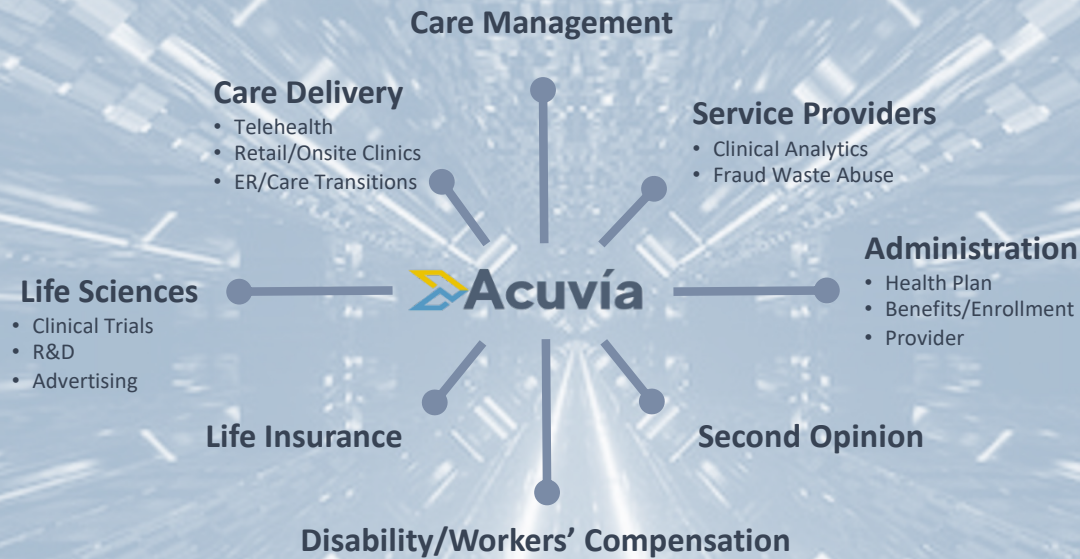 Care Management
Care Delivery
• Telehealth
• Retail/Onsite Clinics
• ER/Care Transitions
Service Providers
• Clinical Analytics
• Fraud Waste Abuse
Administration
• Health Plan
• Benefits/Enrollment
• Provider
Acuvía
Life Sciences
• Clinical Trials
• R&D
• Advertising
Life Insurance
Second Opinion
Disability/Workers’ Compensation